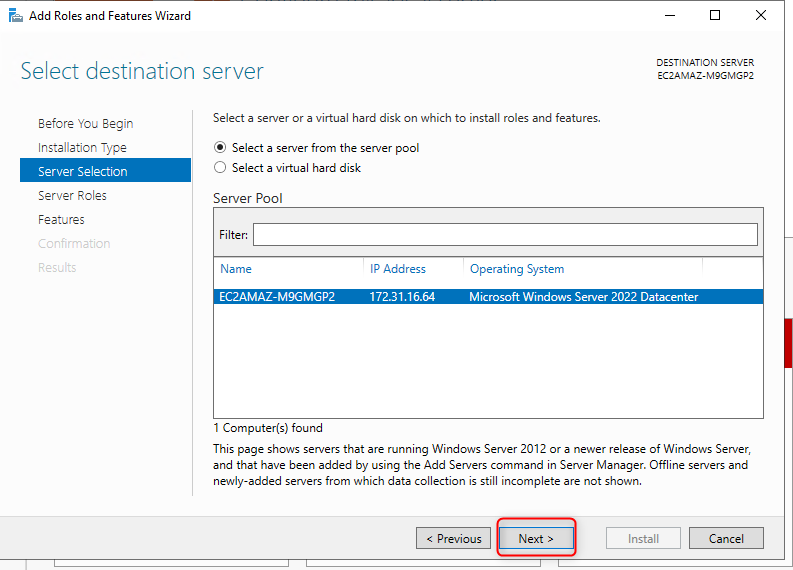 Add Roles and Features Wizard
Select destination server
DESTINATION SERVER
EC2AMAZ-M9GMGP2
Before You Begin
Installation Type
Server Selection
Server Roles
Features
Confirmation
Results
Select a server or a virtual hard disk on which to install roles and features.
Select a server from the server pool
Select a virtual hard disk
Server Pool
Filter:
Name IP Address Operating System
EC2AMAZ-M9GMGP2 172.31.16.64 Microsoft Windows Server 2022 Datacenter
1 Computer(s) found
This page shows servers that are running Windows Server 2012 or a newer release of Windows Server,
and that have been added by using the Add Servers command in Server Manager. Offline servers and
newly-added servers from which data collection is still incomplete are not shown.
< Previous Next > Install Cancel